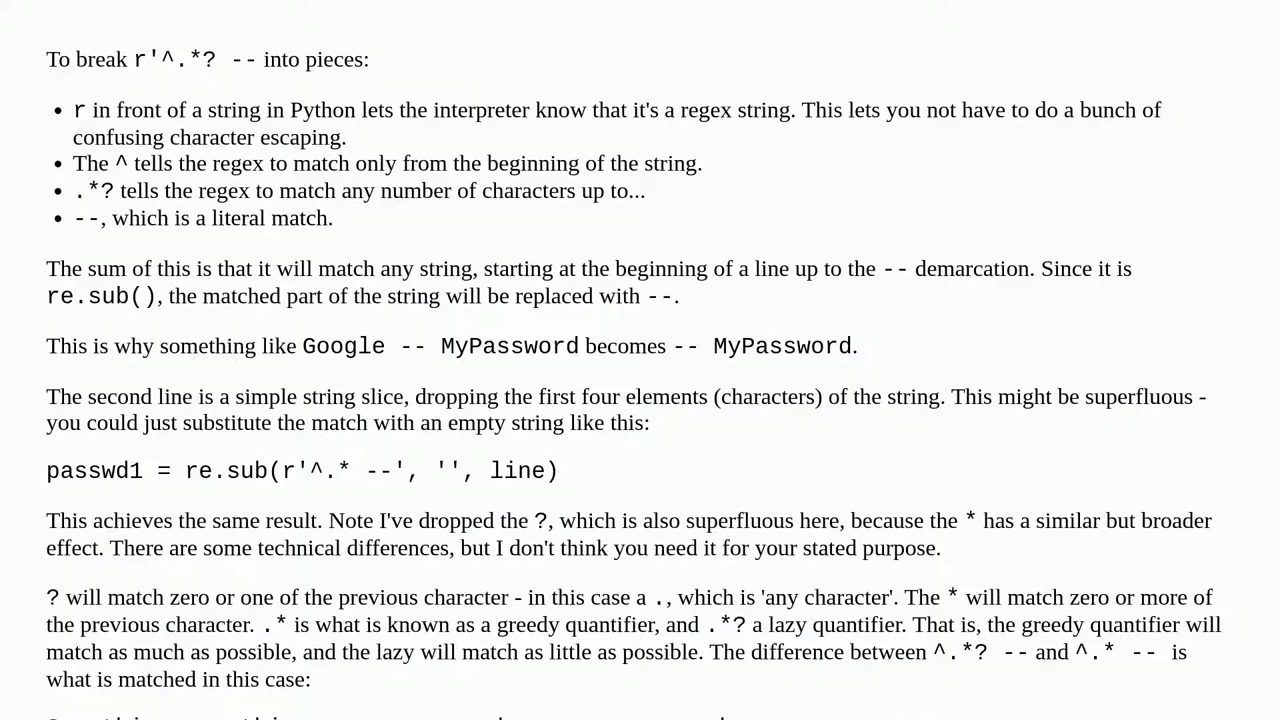 To break r'^.*? -- into pieces:
• r in front of a string in Python lets the interpreter know that it's a regex string. This lets you not have to do a bunch of
confusing character escaping.
• The ^ tells the regex to match only from the beginning of the string.
• .*? tells the regex to match any number of characters up to...
• --, which is a literal match.
The sum of this is that it will match any string, starting at the beginning of a line up to the -- demarcation. Since it is
re.sub(), the matched part of the string will be replaced with --.
This is why something like Google -- MyPassword becomes -- MyPassword.
The second line is a simple string slice, dropping the first four elements (characters) of the string. This might be superfluous -
you could just substitute the match with an empty string like this:
passwd1 = re.sub(r'^.* --', '', line)
This achieves the same result. Note I've dropped the ?, which is also superfluous here, because the * has a similar but broader
effect. There are some technical differences, but I don't think you need it for your stated purpose.
? will match zero or one of the previous character - in this case a ., which is 'any character'. The * will match zero or more of
the previous character. .* is what is known as a greedy quantifier, and .*? a lazy quantifier. That is, the greedy quantifier will
match as much as possible, and the lazy will match as little as possible. The difference between ^.*? -- and ^.* -- is
what is matched in this case: